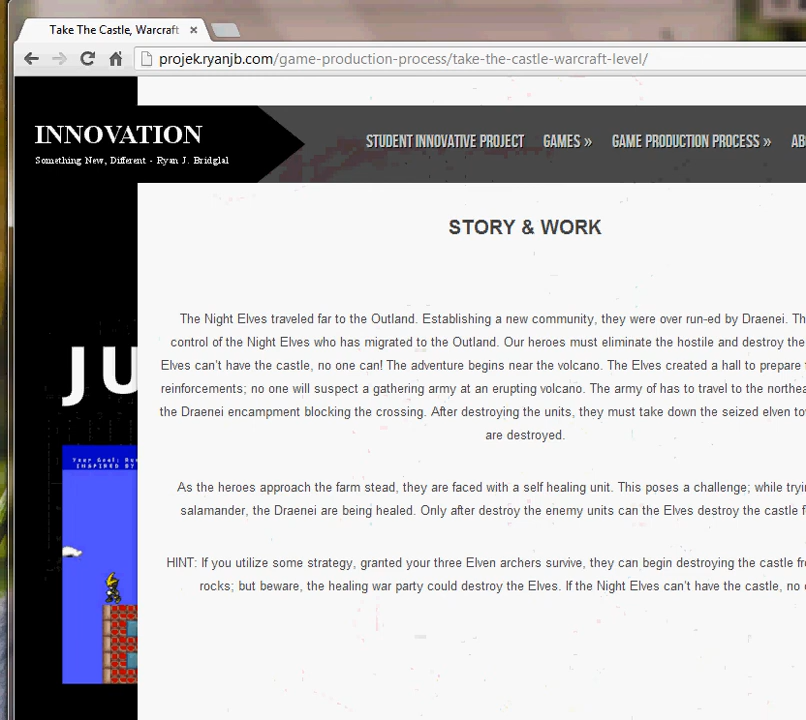 Take The Castle, Warcraft
projek.ryanjb.com/game-production-process/take-the-castle-warcraft-level/
INNOVATION
Something New, Different - Ryan J. Bridglal
STUDENT INNOVATIVE PROJECT GAMES » GAME PRODUCTION PROCESS » AB
STORY & WORK
The Night Elves traveled far to the Outland. Establishing a new community, they were over run-ed by Draenei. Th
control of the Night Elves who has migrated to the Outland. Our heroes must eliminate the hostile and destroy the
Elves can't have the castle, no one can! The adventure begins near the volcano. The Elves created a hall to prepare
reinforcements; no one will suspect a gathering army at an erupting volcano. The army of has to travel to the northea
the Draenei encampment blocking the crossing. After destroying the units, they must take down the seized elven to
are destroyed.
As the heroes approach the farm stead, they are faced with a self healing unit. This poses a challenge; while tryi
salamander, the Draenei are being healed. Only after destroy the enemy units can the Elves destroy the castle f
HINT: If you utilize some strategy, granted your three Elven archers survive, they can begin destroying the castle fr
rocks; but beware, the healing war party could destroy the Elves. If the Night Elves can't have the castle, no
JU
Your Goal:
INSPIRED BY